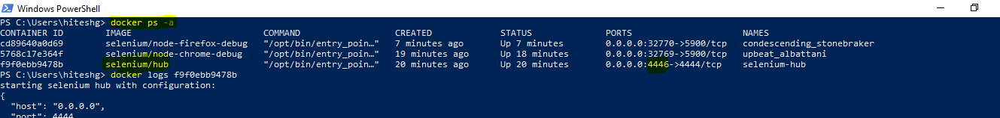 Windows PowerShell
PS C:\Users\hiteshg> docker ps -a
CONTAINER ID IMAGE COMMAND CREATED STATUS PORTS NAMES
cd89640a0d69 selenium/node-firefox-debug "/opt/bin/entry_poin…" 7 minutes ago Up 7 minutes 0.0.0.0:32770->5900/tcp condescending_stonebraker
5768c17e364f selenium/node-chrome-debug "/opt/bin/entry_poin…" 19 minutes ago Up 18 minutes 0.0.0.0:32769->5900/tcp upbeat_albattani
f9f0ebb9478b selenium/hub "/opt/bin/entry_poin…" 20 minutes ago Up 20 minutes 0.0.0.0:4446->4444/tcp selenium-hub
PS C:\Users\hiteshg> docker logs f9f0ebb9478b
starting selenium hub with configuration:
{
"host": "0.0.0.0",
"port": 4444